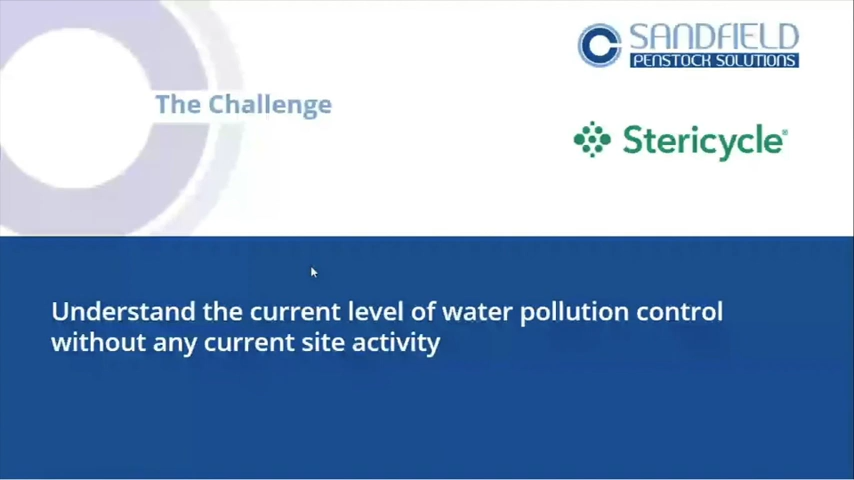 SANDFIELD
PENSTOCK SOLUTIONS
The Challenge
Stericycle®
Understand the current level of water pollution control
without any current site activity